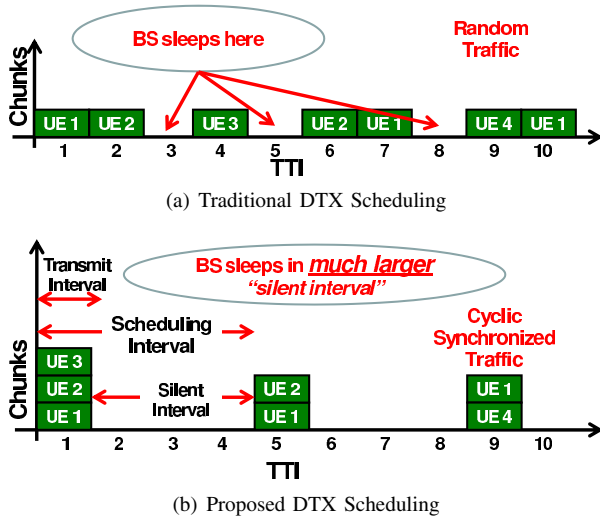 BS sleeps here
Random
Traffic
Chunks
UE 1 UE 2 UE 3 UE 2 UE 1 UE 4 UE 1
1 2 3 4 5 6 7 8 9 10
TTI
(a) Traditional DTX Scheduling
Transmit
Interval
BS sleeps in much larger
“silent interval”
Scheduling
Interval
Cyclic
Synchronized
Traffic
Chunks
UE 3
UE 2 Silent UE 2 UE 1
UE 1 Interval UE 1 UE 4
1 2 3 4 5 6 7 8 9 10
TTI
(b) Proposed DTX Scheduling